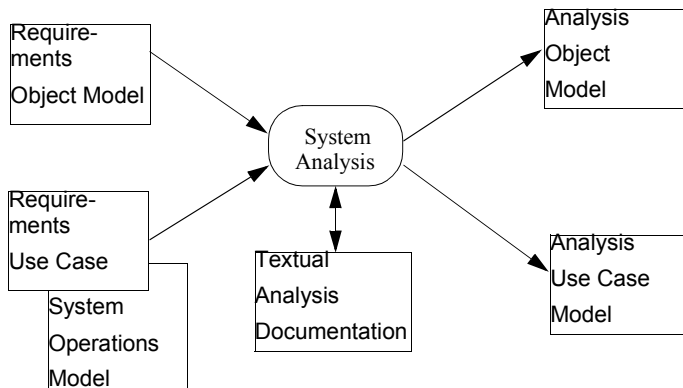 Require-
ments
Object Model
Analysis
Object
Model
System
Analysis
Require-
ments
Use Case
System
Operations
Model
Textual
Analysis
Documentation
Analysis
Use Case
Model